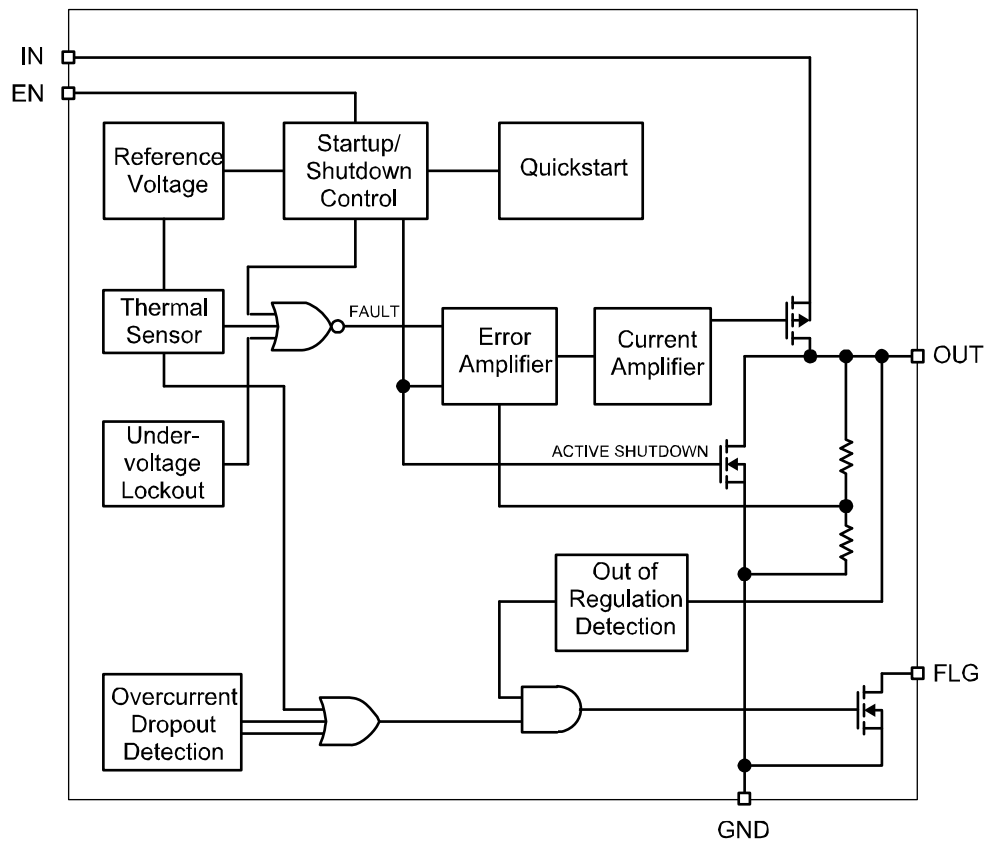 IN
EN
Reference
Voltage
Startup/
Shutdown
Control
Quickstart
Thermal
Sensor
FAULT
Error
Amplifier
Current
Amplifier
OUT
Under-
voltage
Lockout
ACTIVE SHUTDOWN
Out of
Regulation
Detection
Overcurrent
Dropout
Detection
FLG
GND